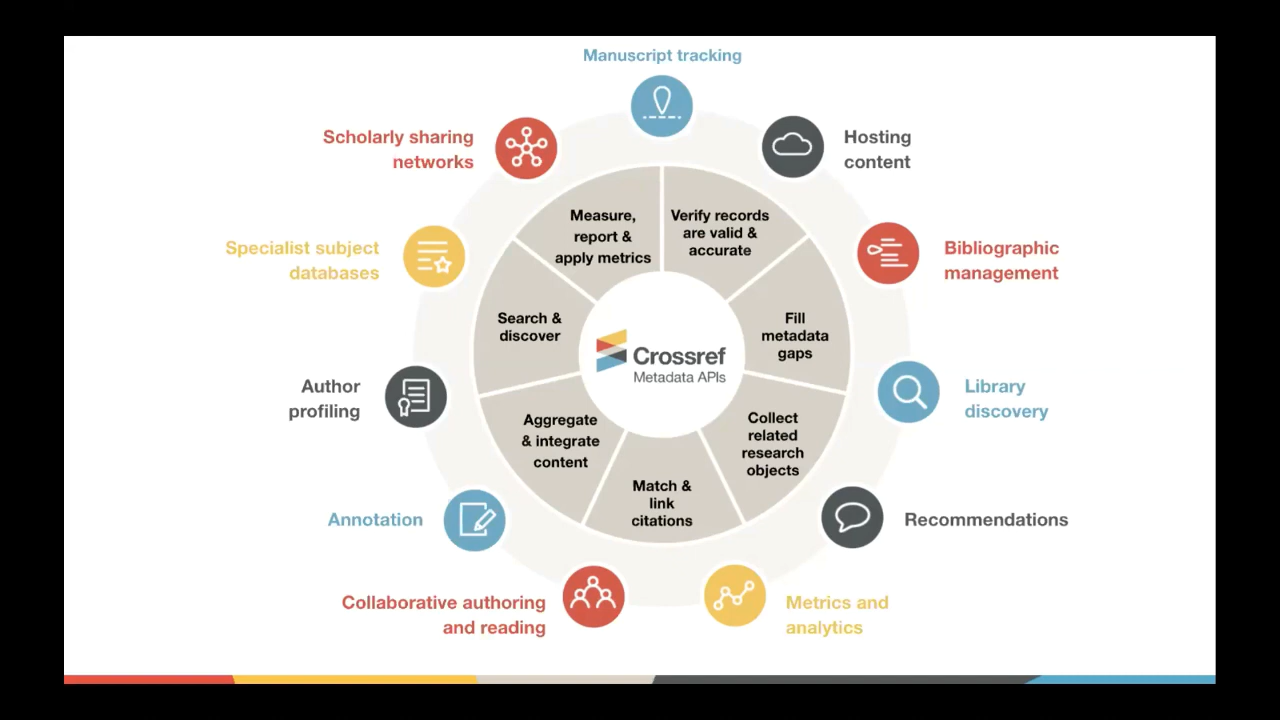 Manuscript tracking
Hosting
content
Bibliographic
management
Library
discovery
Recommendations
Metrics and
analytics
Collaborative authoring
and reading
Annotation
Author
profiling
Specialist subject
databases
Scholarly sharing
networks
Verify records
are valid &
accurate
Fill
metadata
gaps
Collect
related
research
objects
Match &
link
citations
Aggregate
& integrate
content
Search &
discover
Measure,
report &
apply metrics
Crossref
Metadata APIs